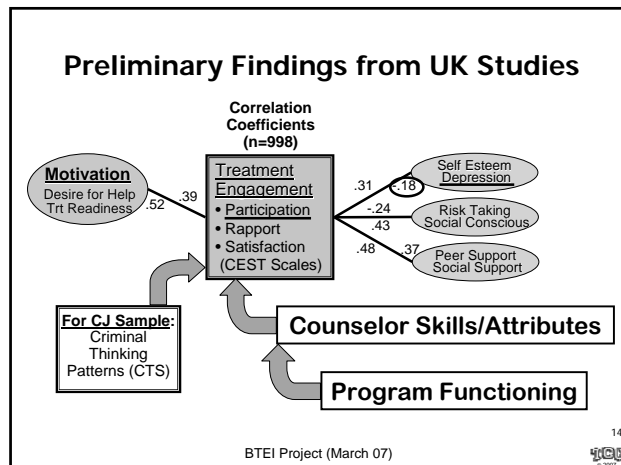 Preliminary Findings from UK Studies
Correlation
Coefficients
(n=998)
Motivation
Desire for Help
Trt Readiness
.52
.39
Treatment
Engagement
• Participation
• Rapport
• Satisfaction
(CEST Scales)
.31
-.18
-.24
.43
.48
.37
Self Esteem
Depression
Risk Taking
Social Conscious
Peer Support
Social Support
For CJ Sample:
Criminal
Thinking
Patterns (CTS)
Counselor Skills/Attributes
Program Functioning
14
BTEI Project (March 07)
© 2007